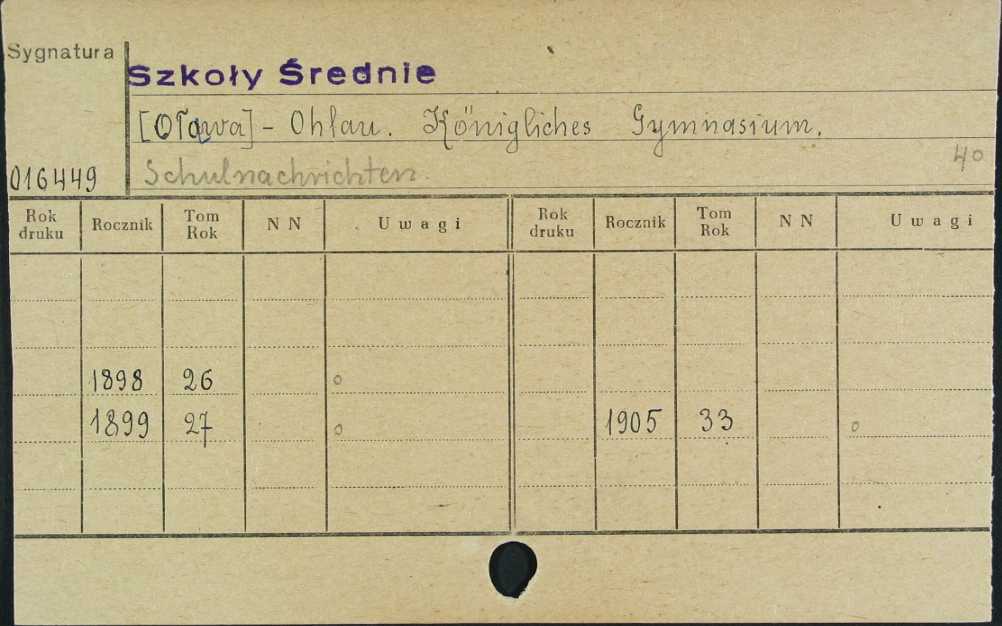 Sygnatura
Szkoły Średnie
[Oława] - Ohlau. Königliches Gymnasium.
40
016449 Schulnachrichten.
Rok druku Rocznik Tom Rok N N Uwagi Rok druku Rocznik Tom Rok N N Uwagi
1898 26 o
1899 27 o 1905 33 o